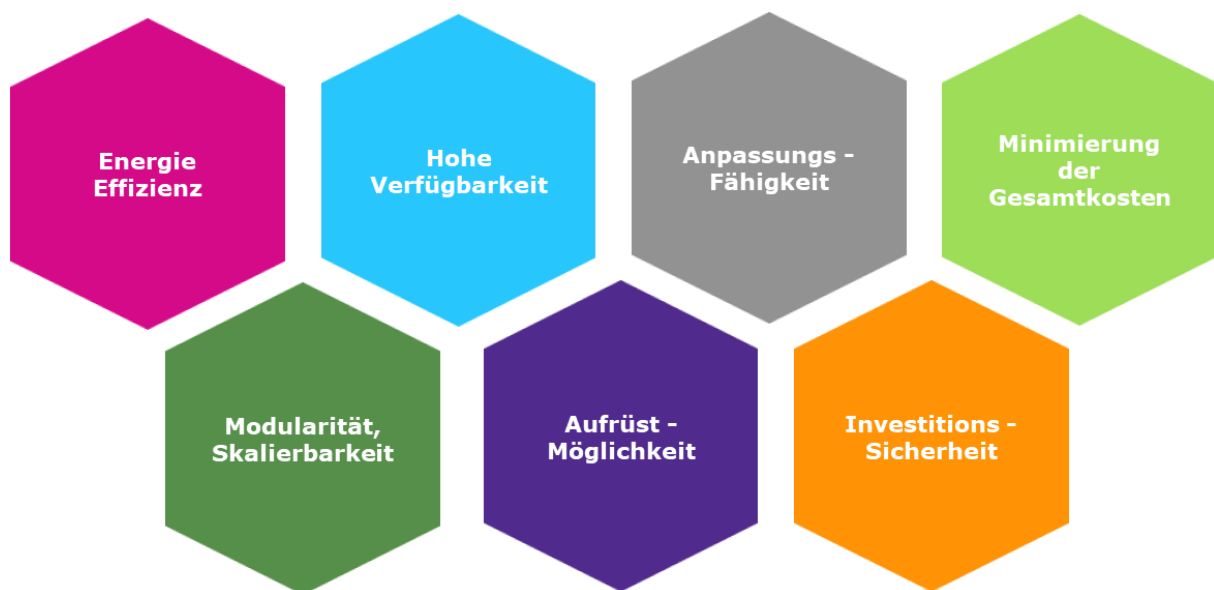 Energie
Effizienz
Hohe
Verfügbarkeit
Anpassungs -
Fähigkeit
Minimierung
der
Gesamtkosten
Modularität,
Skalierbarkeit
Aufrüst -
Möglichkeit
Investitions -
Sicherheit